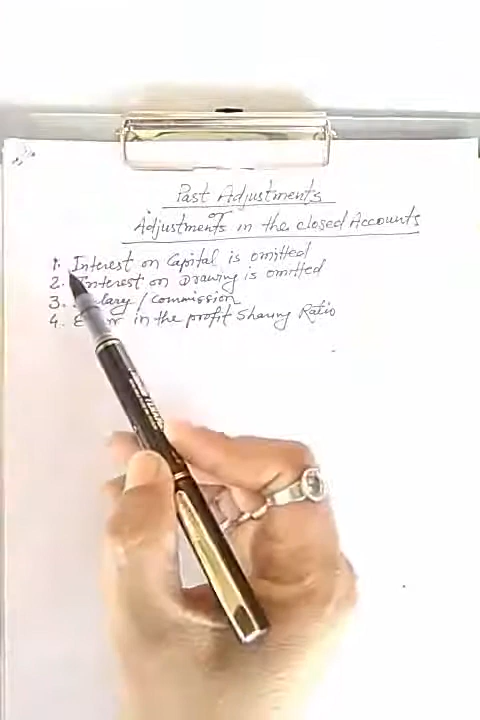 Past Adjustments
or
Adjustments in the closed Accounts
1. Interest on Capital is omitted
2. Interest on Drawing is omitted
3. / Commission
4. in the profit Sharing Ratio